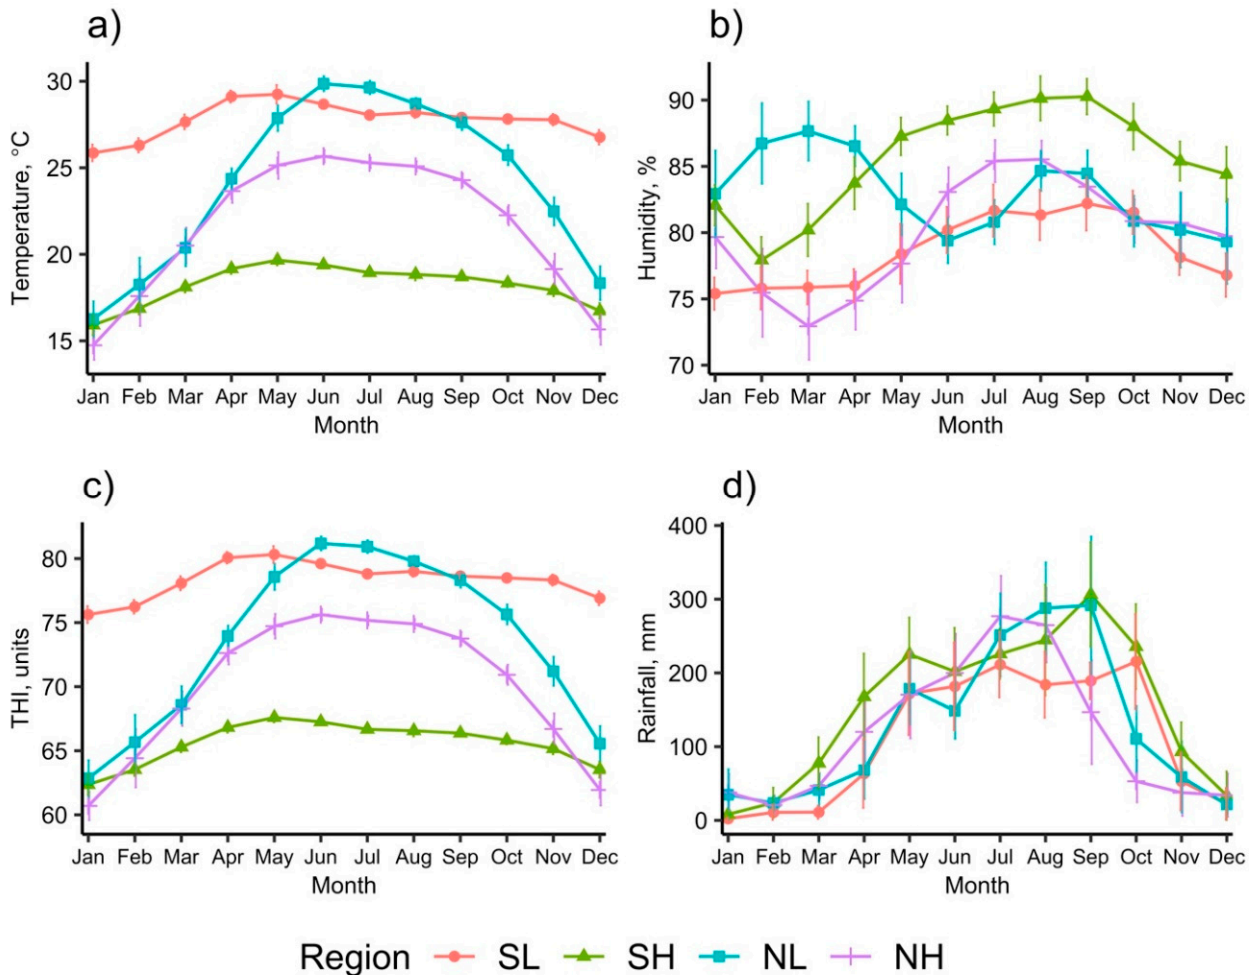 a)
Temperature, °C
30
25
20
15
Jan Feb Mar Apr May Jun Jul Aug Sep Oct Nov Dec
Month
b)
Humidity, %
90
85
80
75
70
Jan Feb Mar Apr May Jun Jul Aug Sep Oct Nov Dec
Month
c)
THI, units
80
75
70
65
60
Jan Feb Mar Apr May Jun Jul Aug Sep Oct Nov Dec
Month
d)
Rainfall, mm
400
300
200
100
0
Jan Feb Mar Apr May Jun Jul Aug Sep Oct Nov Dec
Month
Region SL SH NL NH